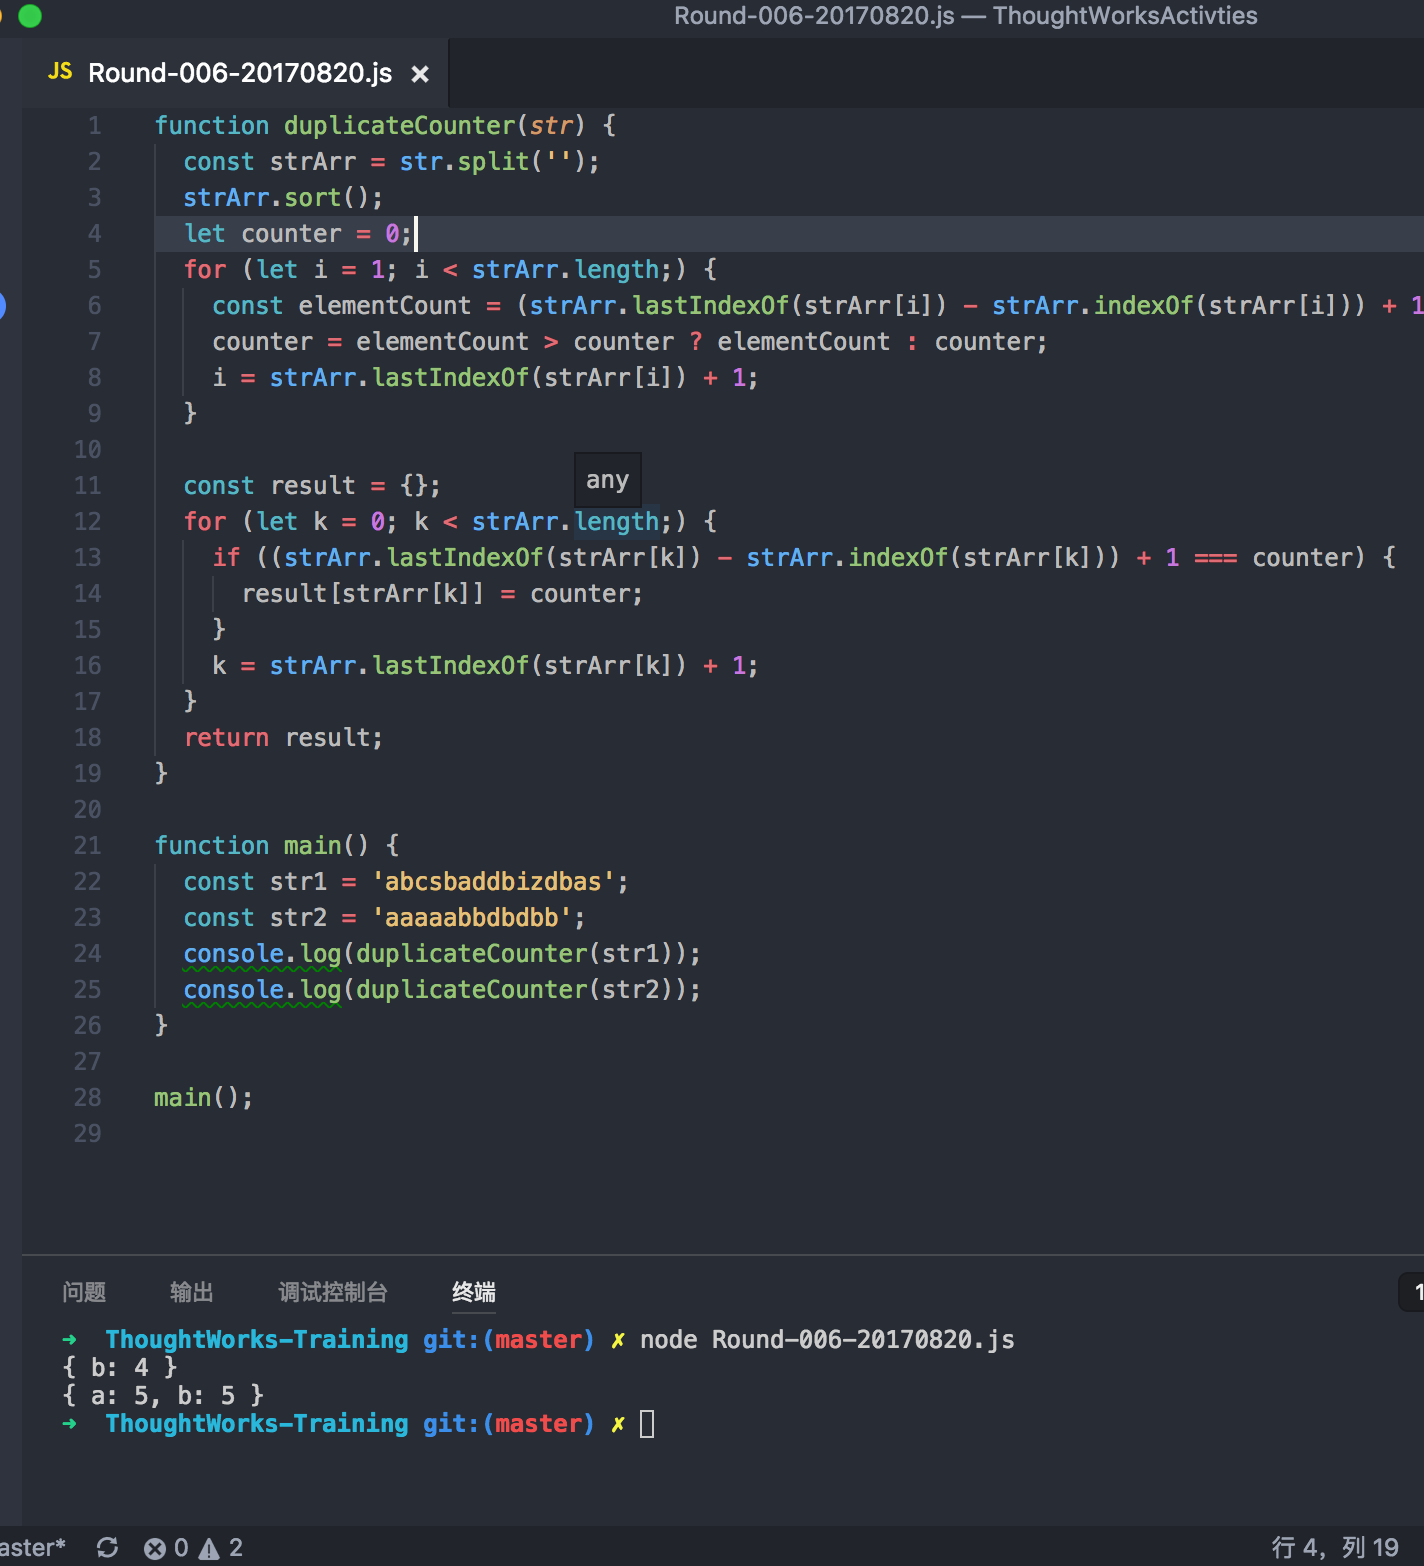 Round-006-20170820.js — ThoughtWorksActivties
JS Round-006-20170820.js ×
1 function duplicateCounter(str) {
2   const strArr = str.split('');
3   strArr.sort();
4   let counter = 0;
5   for (let i = 1; i < strArr.length;) {
6     const elementCount = (strArr.lastIndexOf(strArr[i]) - strArr.indexOf(strArr[i])) + 1
7     counter = elementCount > counter ? elementCount : counter;
8     i = strArr.lastIndexOf(strArr[i]) + 1;
9   }
10
any
11   const result = {};
12   for (let k = 0; k < strArr.length;) {
13     if ((strArr.lastIndexOf(strArr[k]) - strArr.indexOf(strArr[k])) + 1 === counter) {
14       result[strArr[k]] = counter;
15     }
16     k = strArr.lastIndexOf(strArr[k]) + 1;
17   }
18   return result;
19 }
20
21 function main() {
22   const str1 = 'abcsbaddbizdbas';
23   const str2 = 'aaaaabbdbdbb';
24   console.log(duplicateCounter(str1));
25   console.log(duplicateCounter(str2));
26 }
27
28 main();
29
问题 输出 调试控制台 终端 1
➜ ThoughtWorks-Training git:(master) ✗ node Round-006-20170820.js
{ b: 4 }
{ a: 5, b: 5 }
➜ ThoughtWorks-Training git:(master) ✗
aster* 0 2 行 4，列 19